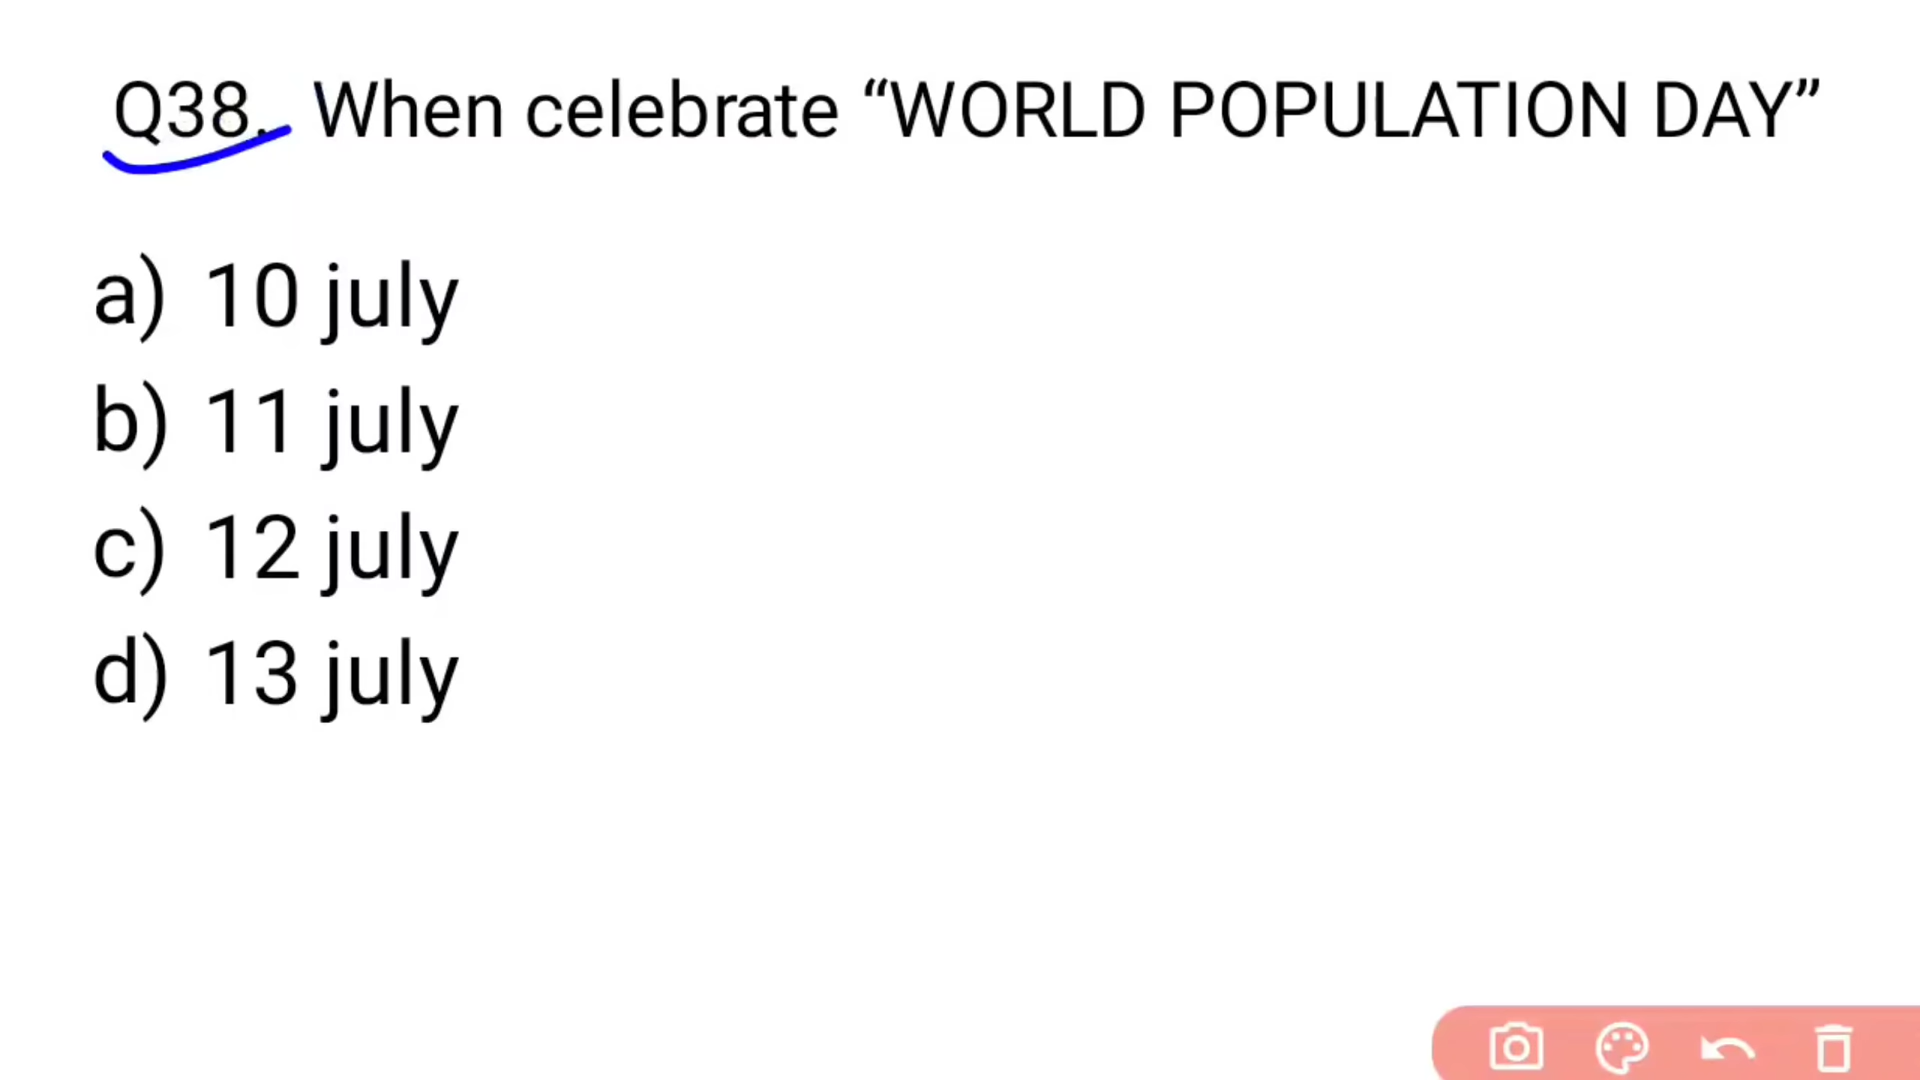 Q38. When celebrate “WORLD POPULATION DAY”
a) 10 july
b) 11 july
c) 12 july
d) 13 july